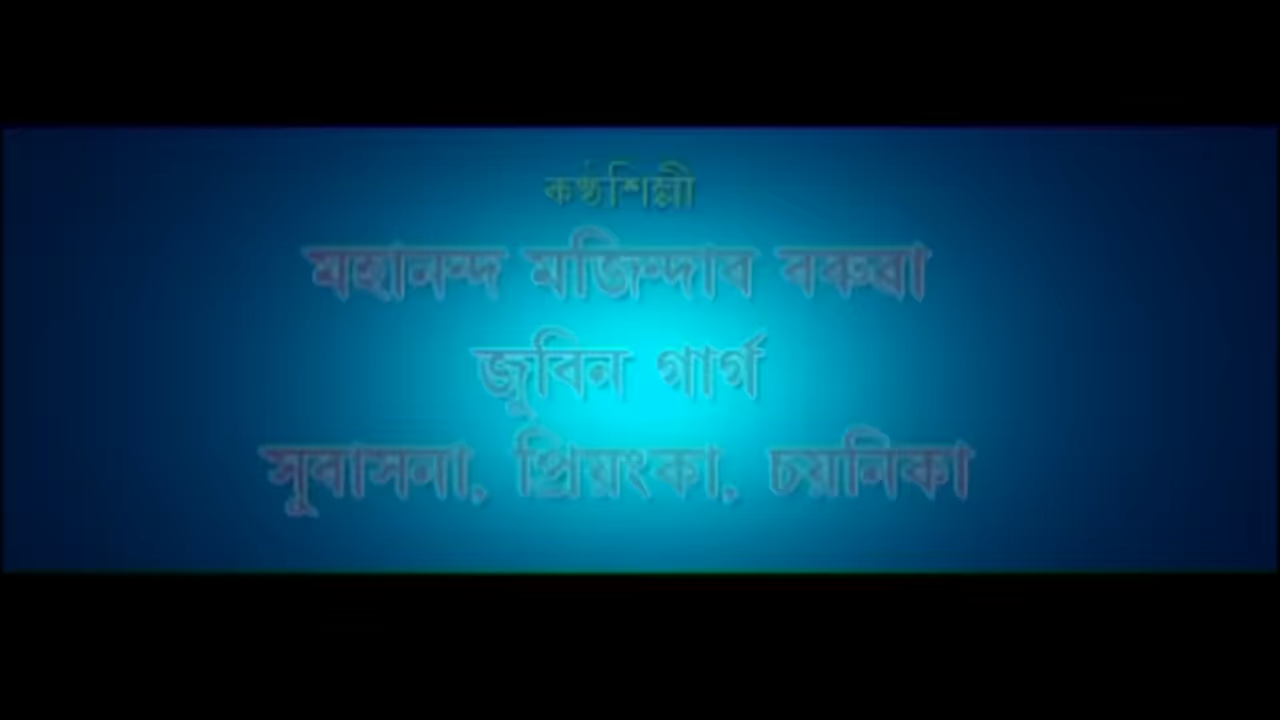 কণ্ঠশিল্পী
মহানন্দ মজিন্দাৰ বৰুৱা
জুবিন গাৰ্গ
সুবাসনা, প্ৰিয়ংকা, চয়নিকা